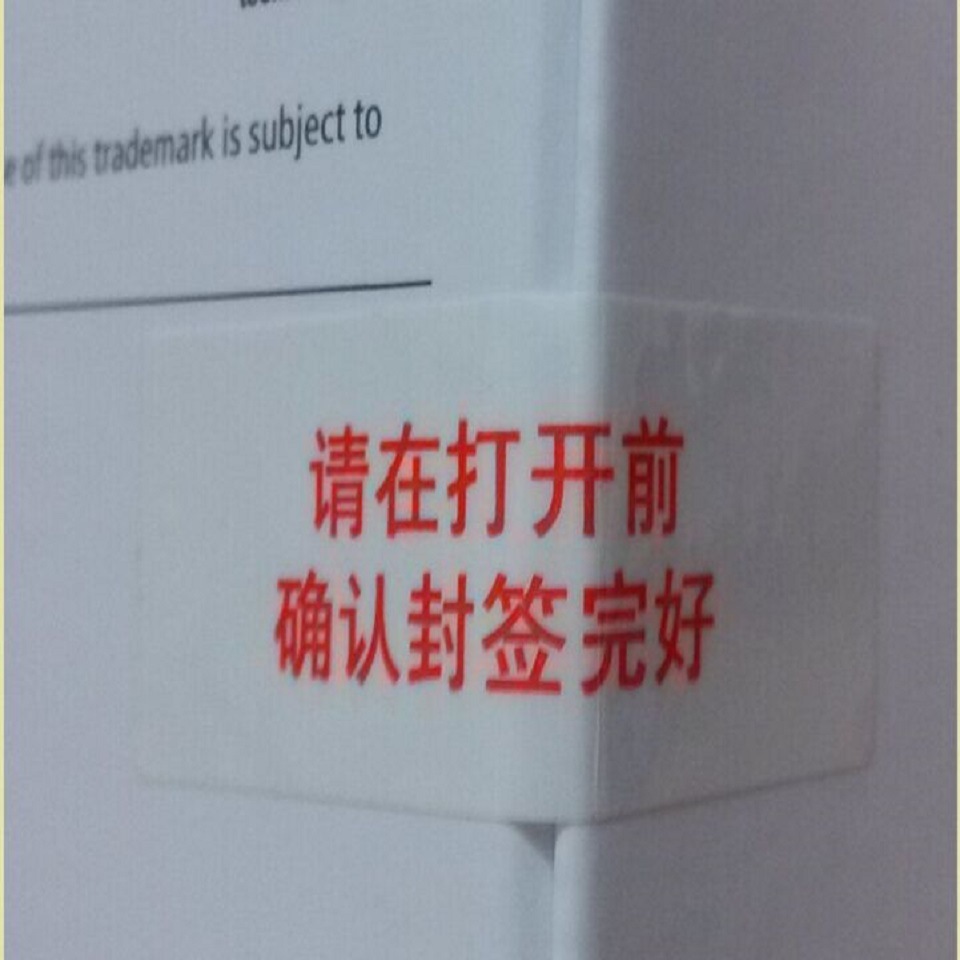 of this trademark is subject to
请在打开前
确认封签完好